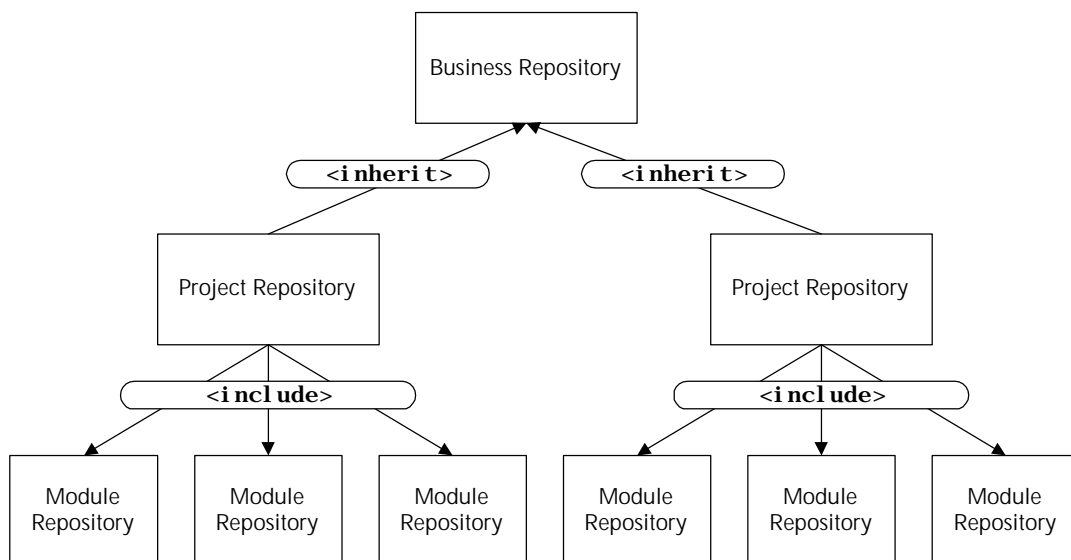 Business Repository
<inherit>
<inherit>
Project Repository
Project Repository
<include>
<include>
Module
Repository
Module
Repository
Module
Repository
Module
Repository
Module
Repository
Module
Repository